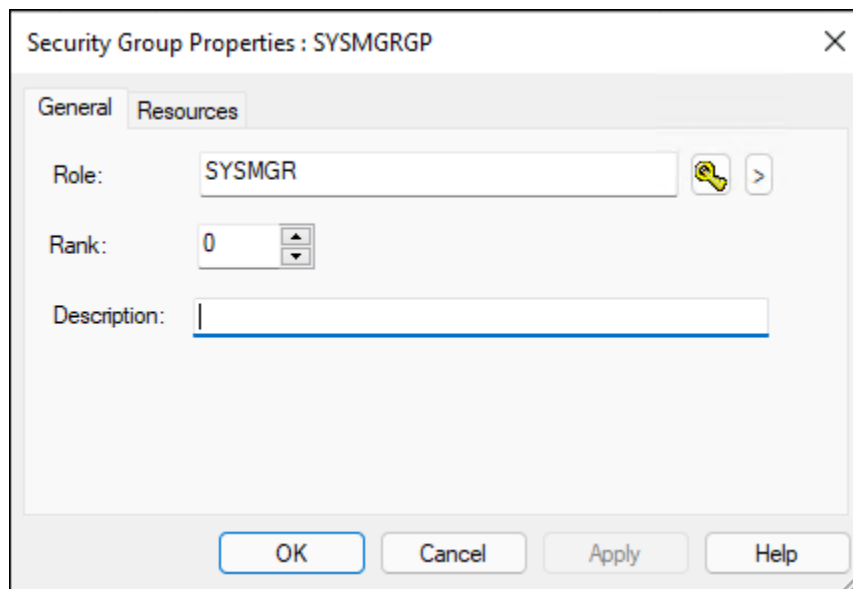 Security Group Properties : SYSMGRGP
General Resources
Role: SYSMGR >
Rank: 0
Description:
OK Cancel Apply Help